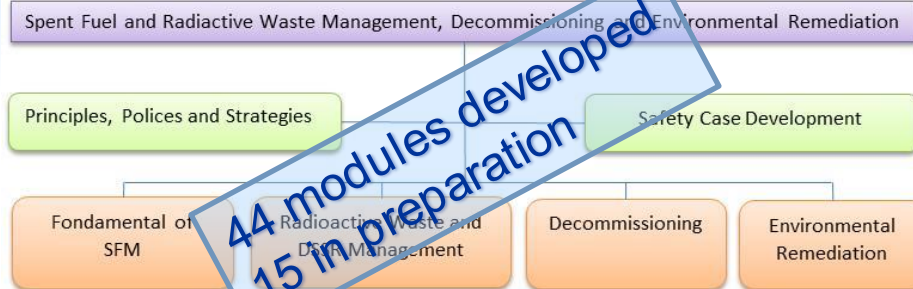 Spent Fuel and Radiactive Waste Management, Decommissioning and Environmental Remediation
44 modules developed
15 in preparation
Principles, Polices and Strategies
Safety Case Development
Fondamental of
SFM
Radioactive Waste and
DSSR Management
Decommissioning
Environmental
Remediation